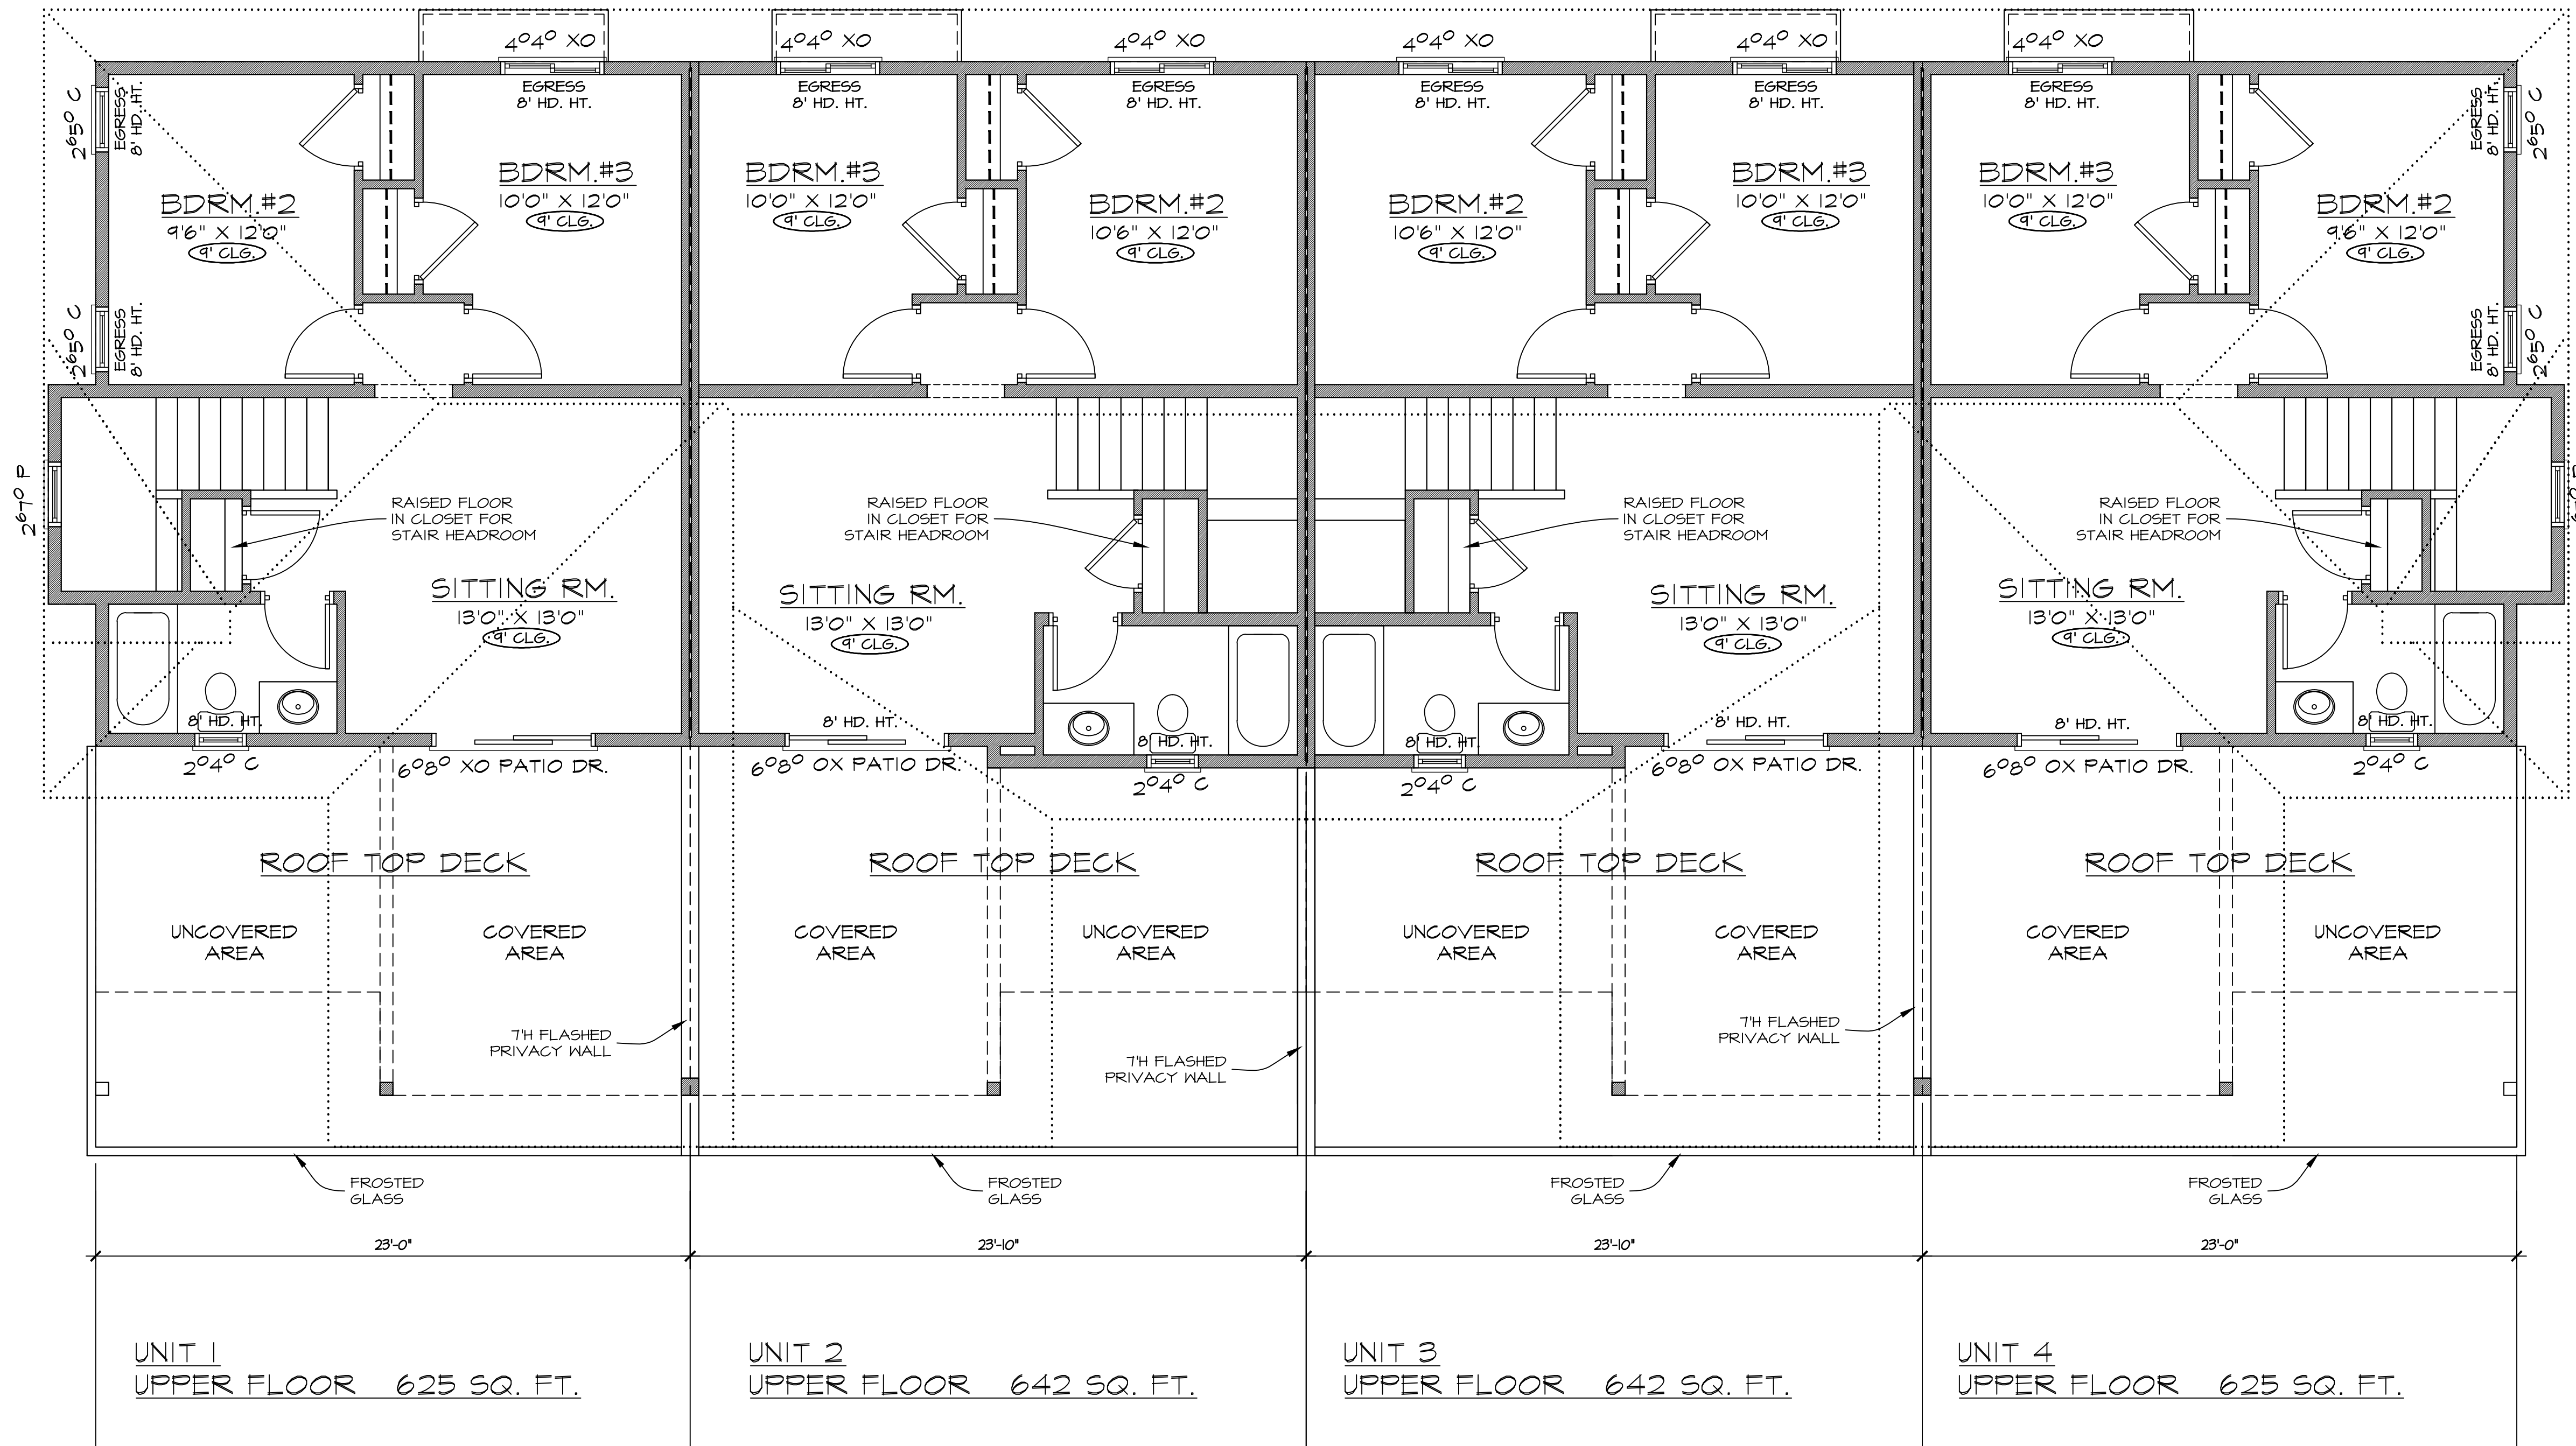 4⁰4⁰ XO
4⁰4⁰ XO
4⁰4⁰ XO
4⁰4⁰ XO
4⁰4⁰ XO
4⁰4⁰ XO
2⁶5⁰ C
EGRESS
8' HD. HT.
EGRESS
8' HD. HT.
EGRESS
8' HD. HT.
EGRESS
8' HD. HT.
EGRESS
8' HD. HT.
EGRESS
8' HD. HT.
EGRESS
8' HD. HT.
EGRESS
8' HD. HT.
2⁶5⁰ C
BDRM.#2
9'6" X 12'0"
9' CLG.
BDRM.#3
10'0" X 12'0"
9' CLG.
BDRM.#3
10'0" X 12'0"
9' CLG.
BDRM.#2
10'6" X 12'0"
9' CLG.
BDRM.#2
10'6" X 12'0"
9' CLG.
BDRM.#3
10'0" X 12'0"
9' CLG.
BDRM.#3
10'0" X 12'0"
9' CLG.
BDRM.#2
9'6" X 12'0"
9' CLG.
2⁶5⁰ C
EGRESS
8' HD. HT.
EGRESS
8' HD. HT.
2⁶5⁰ C
2⁶7⁰ P
RAISED FLOOR
IN CLOSET FOR
STAIR HEADROOM
RAISED FLOOR
IN CLOSET FOR
STAIR HEADROOM
RAISED FLOOR
IN CLOSET FOR
STAIR HEADROOM
RAISED FLOOR
IN CLOSET FOR
STAIR HEADROOM
SITTING RM.
13'0" X 13'0"
9' CLG.
SITTING RM.
13'0" X 13'0"
9' CLG.
SITTING RM.
13'0" X 13'0"
9' CLG.
SITTING RM.
13'0" X 13'0"
9' CLG.
8' HD. HT.
8' HD. HT.
8' HD. HT.
8' HD. HT.
8' HD. HT.
8' HD. HT.
8' HD. HT.
8' HD. HT.
2⁰4⁰ C
6⁰8⁰ XO PATIO DR.
6⁰8⁰ OX PATIO DR.
2⁰4⁰ C
2⁰4⁰ C
6⁰8⁰ OX PATIO DR.
6⁰8⁰ OX PATIO DR.
2⁰4⁰ C
ROOF TOP DECK
ROOF TOP DECK
ROOF TOP DECK
ROOF TOP DECK
UNCOVERED
AREA
COVERED
AREA
COVERED
AREA
UNCOVERED
AREA
UNCOVERED
AREA
COVERED
AREA
COVERED
AREA
UNCOVERED
AREA
7'H FLASHED
PRIVACY WALL
7'H FLASHED
PRIVACY WALL
7'H FLASHED
PRIVACY WALL
FROSTED
GLASS
FROSTED
GLASS
FROSTED
GLASS
FROSTED
GLASS
23'-0"
23'-10"
23'-10"
23'-0"
UNIT 1
UPPER FLOOR 625 SQ. FT.
UNIT 2
UPPER FLOOR 642 SQ. FT.
UNIT 3
UPPER FLOOR 642 SQ. FT.
UNIT 4
UPPER FLOOR 625 SQ. FT.